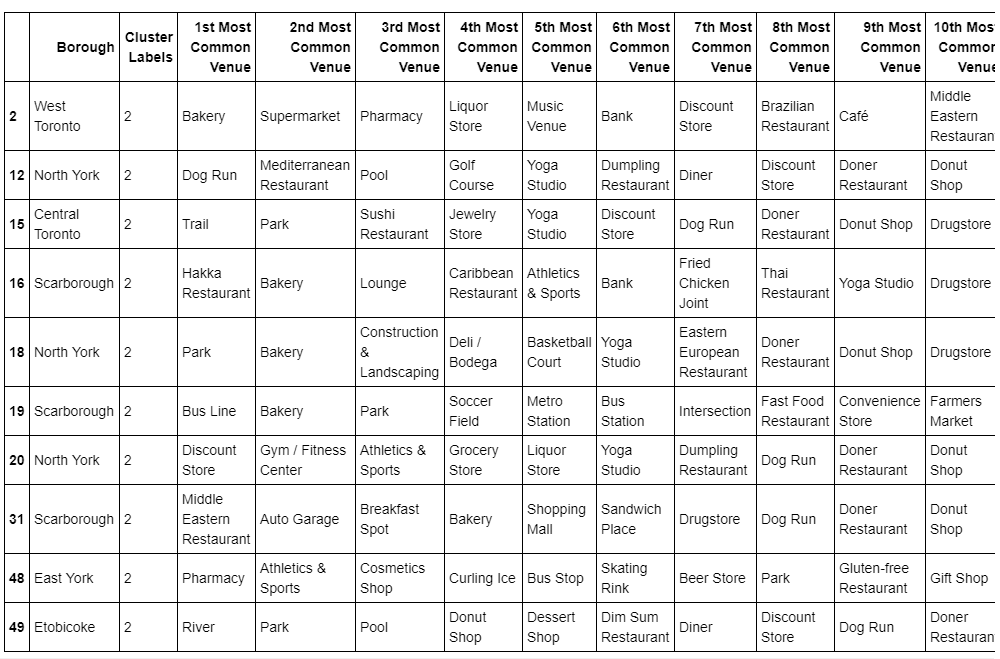 Borough Cluster Labels 1st Most Common Venue 2nd Most Common Venue 3rd Most Common Venue 4th Most Common Venue 5th Most Common Venue 6th Most Common Venue 7th Most Common Venue 8th Most Common Venue 9th Most Common Venue 10th Most Common Venue
2 West Toronto 2 Bakery Supermarket Pharmacy Liquor Store Music Venue Bank Discount Store Brazilian Restaurant Café Middle Eastern Restauran
12 North York 2 Dog Run Mediterranean Restaurant Pool Golf Course Yoga Studio Dumpling Restaurant Diner Discount Store Doner Restaurant Donut Shop
15 Central Toronto 2 Trail Park Sushi Restaurant Jewelry Store Yoga Studio Discount Store Dog Run Doner Restaurant Donut Shop Drugstore
16 Scarborough 2 Hakka Restaurant Bakery Lounge Caribbean Restaurant Athletics & Sports Bank Fried Chicken Joint Thai Restaurant Yoga Studio Drugstore
18 North York 2 Park Bakery Construction & Landscaping Deli / Bodega Basketball Court Yoga Studio Eastern European Restaurant Doner Restaurant Donut Shop Drugstore
19 Scarborough 2 Bus Line Bakery Park Soccer Field Metro Station Bus Station Intersection Fast Food Restaurant Convenience Store Farmers Market
20 North York 2 Discount Store Gym / Fitness Center Athletics & Sports Grocery Store Liquor Store Yoga Studio Dumpling Restaurant Dog Run Doner Restaurant Donut Shop
31 Scarborough 2 Middle Eastern Restaurant Auto Garage Breakfast Spot Bakery Shopping Mall Sandwich Place Drugstore Dog Run Doner Restaurant Donut Shop
48 East York 2 Pharmacy Athletics & Sports Cosmetics Shop Curling Ice Bus Stop Skating Rink Beer Store Park Gluten-free Restaurant Gift Shop
49 Etobicoke 2 River Park Pool Donut Shop Dessert Shop Dim Sum Restaurant Diner Discount Store Dog Run Doner Restauran